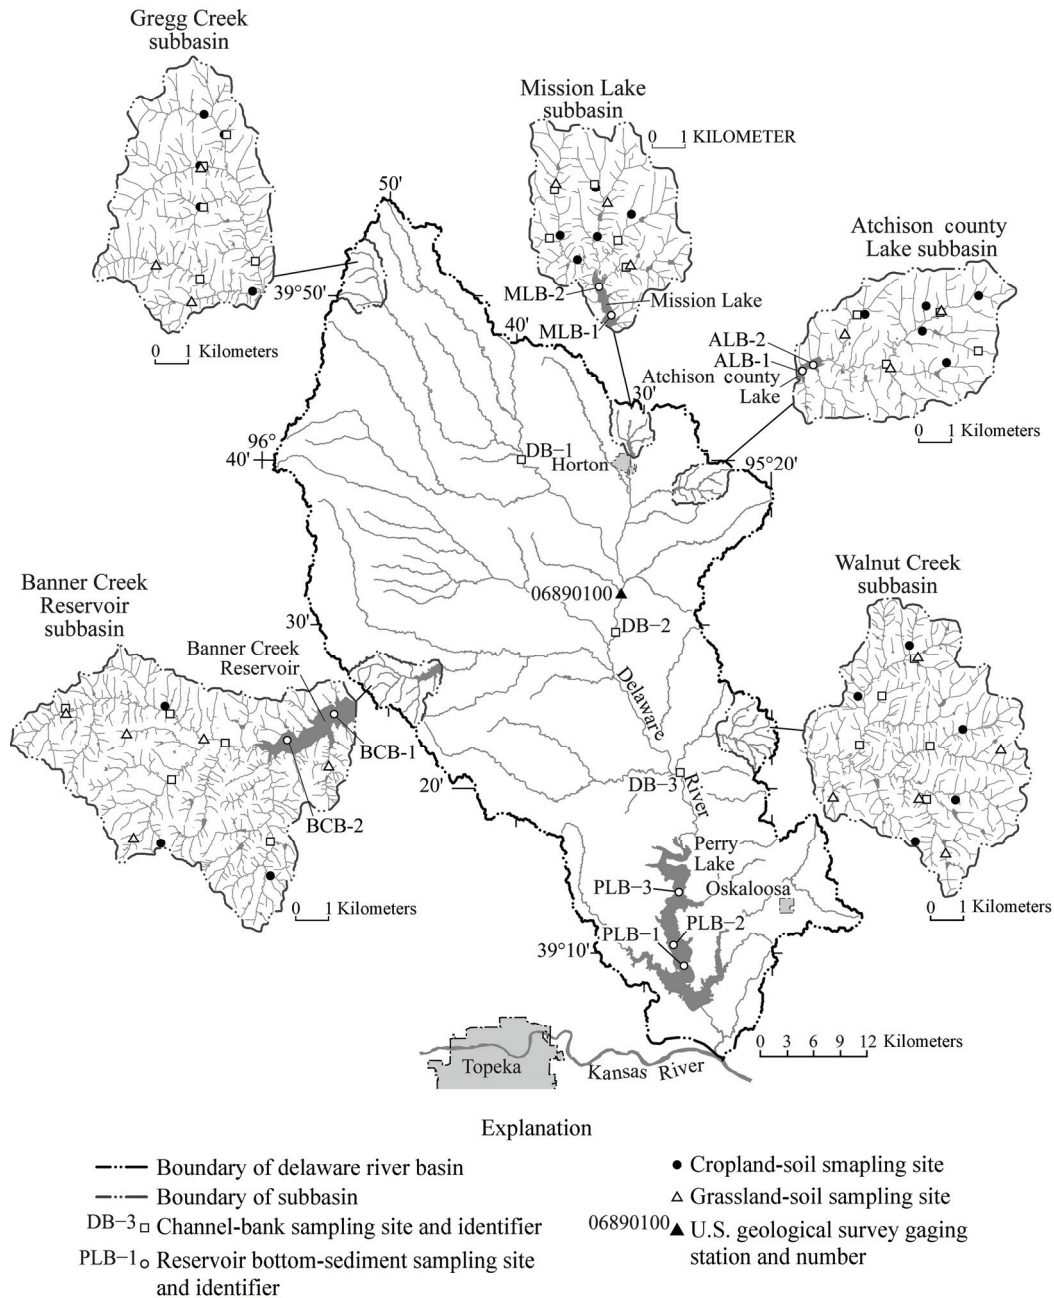 Gregg Creek
subbasin
0 1 Kilometers
Mission Lake
subbasin
0 1 KILOMETER
MLB-2
Mission Lake
MLB-1
Atchison county
Lake subbasin
ALB-2
ALB-1
Atchison county
Lake
0 1 Kilometers
50'
39°50'
40'
30'
96°
40'
DB−1
Horton
95°20'
06890100
DB−2
30'
Delaware
Banner Creek
Reservoir
subbasin
Banner Creek
Reservoir
BCB-1
BCB-2
0 1 Kilometers
Walnut Creek
subbasin
0 1 Kilometers
20'
DB−3
River
Perry
Lake
PLB−3
Oskaloosa
PLB−2
PLB−1
39°10'
0 3 6 9 12 Kilometers
Topeka
Kansas River
Explanation
Boundary of delaware river basin
Boundary of subbasin
DB−3 Channel-bank sampling site and identifier
PLB−1 Reservoir bottom-sediment sampling site
and identifier
Cropland-soil smapling site
Grassland-soil sampling site
06890100 U.S. geological survey gaging
station and number